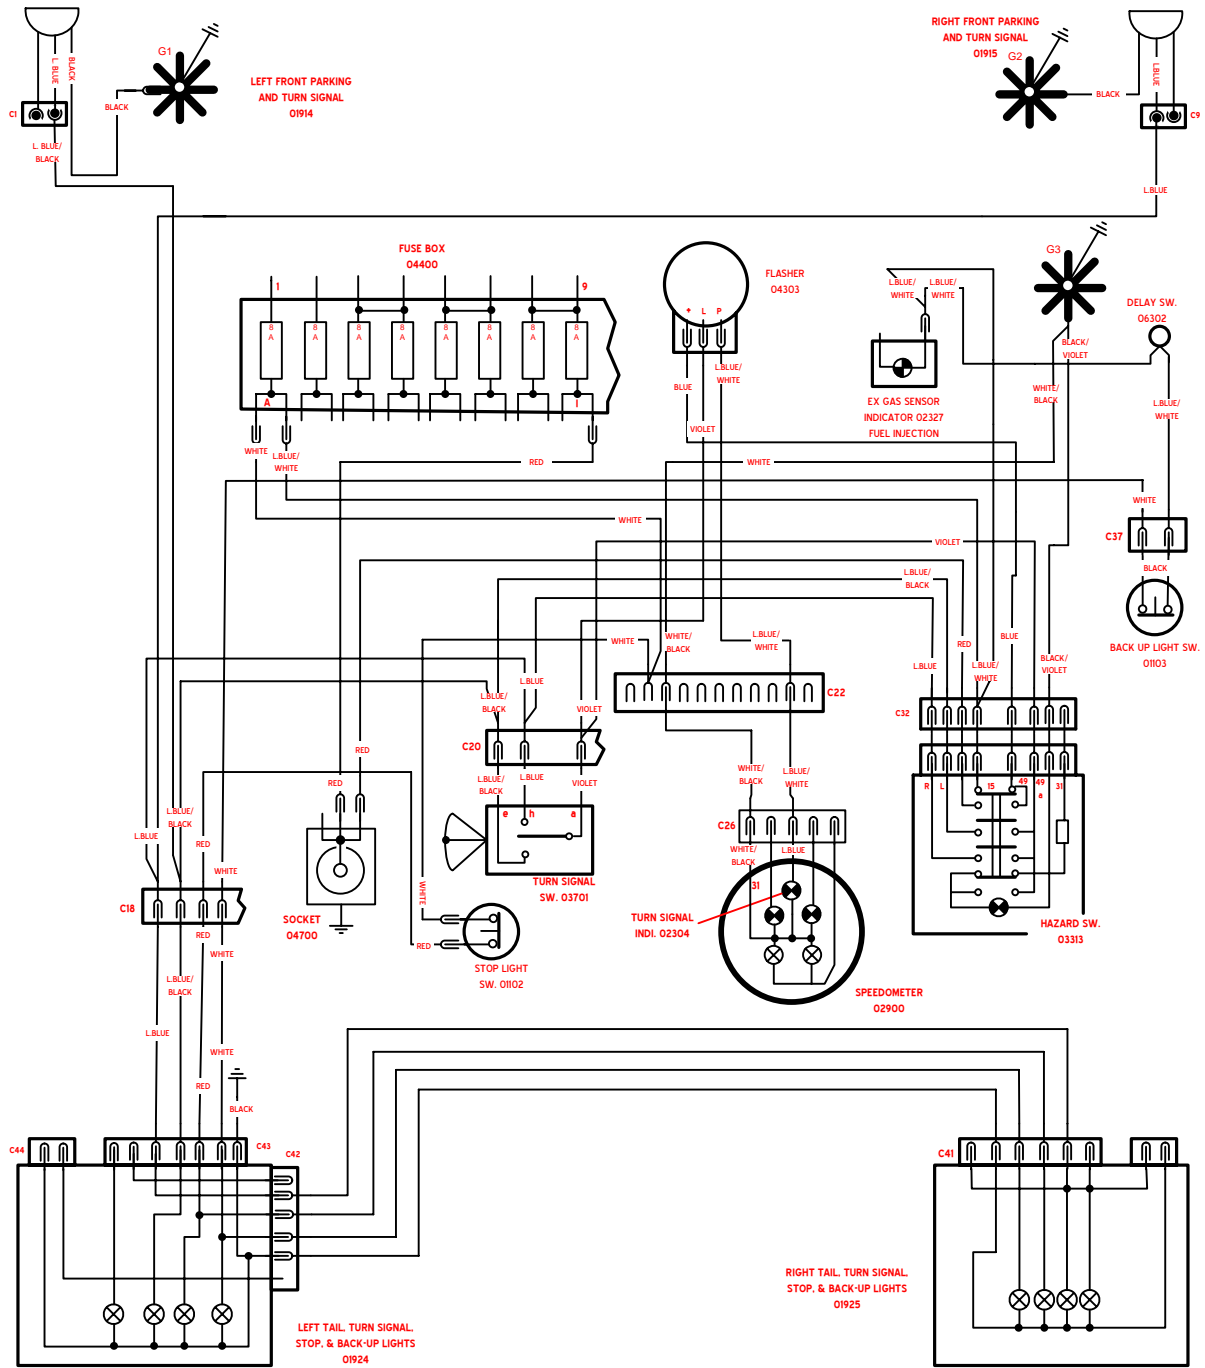 G1
L. BLUE
BLACK
C1
BLACK
L. BLUE/
BLACK
LEFT FRONT PARKING
AND TURN SIGNAL
01914
RIGHT FRONT PARKING
AND TURN SIGNAL
01915
G2
BLACK
L.BLUE
C9
L.BLUE
FUSE BOX
04400
1
9
8
A
8
A
8
A
8
A
8
A
8
A
8
A
8
A
A
I
WHITE
L.BLUE/
WHITE
RED
FLASHER
04303
+ L P
BLUE
VIOLET
L.BLUE/
WHITE
WHITE
L.BLUE/
WHITE
L.BLUE/
WHITE
EX GAS SENSOR
INDICATOR 02327
FUEL INJECTION
G3
BLACK/
VIOLET
WHITE/
BLACK
DELAY SW.
06302
L.BLUE/
WHITE
WHITE
C37
BLACK
BACK UP LIGHT SW.
01103
WHITE
VIOLET
L.BLUE/
BLACK
WHITE
WHITE/
BLACK
L.BLUE/
WHITE
L.BLUE
RED
L.BLUE/
WHITE
BLUE
BLACK/
VIOLET
C22
C32
L.BLUE/
BLACK
L.BLUE
VIOLET
C20
L.BLUE/
BLACK
L.BLUE
VIOLET
e h a
TURN SIGNAL
SW. 03701
RED
RED
SOCKET
04700
WHITE
RED
STOP LIGHT
SW. 01102
WHITE/
BLACK
L.BLUE/
WHITE
C26
WHITE/
BLACK
L.BLUE
31
TURN SIGNAL
INDI. 02304
SPEEDOMETER
02900
R L 15 49 49
a
31
HAZARD SW.
03313
L.BLUE
L.BLUE/
BLACK
RED
WHITE
C18
RED
WHITE
L.BLUE/
BLACK
L.BLUE
WHITE
RED
BLACK
C44
C43
C42
LEFT TAIL, TURN SIGNAL,
STOP, & BACK-UP LIGHTS
01924
C41
RIGHT TAIL, TURN SIGNAL,
STOP, & BACK-UP LIGHTS
01925